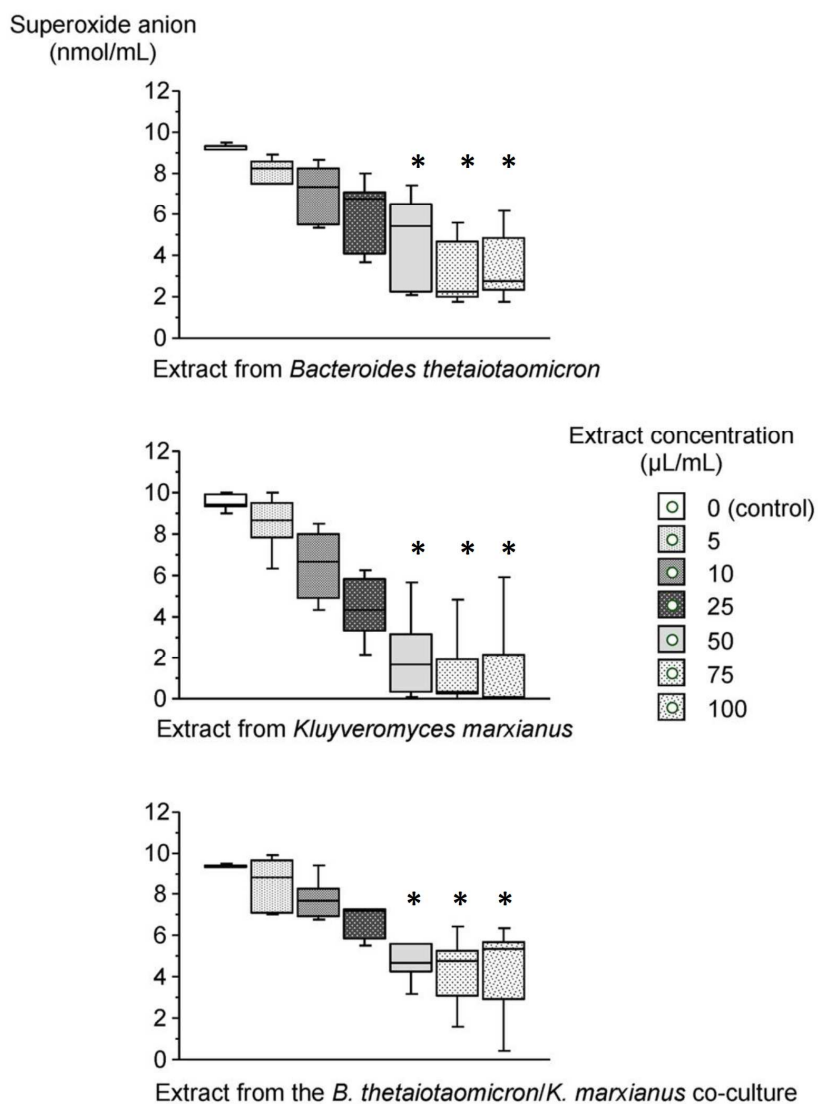 Superoxide anion
(nmol/mL)
12
10
8
6
4
2
0
* * *
Extract from Bacteroides thetaiotaomicron
12
10
8
6
4
2
0
* * *
Extract from Kluyveromyces marxianus
Extract concentration
(µL/mL)
0 (control)
5
10
25
50
75
100
12
10
8
6
4
2
0
* * *
Extract from the B. thetaiotaomicron/K. marxianus co-culture